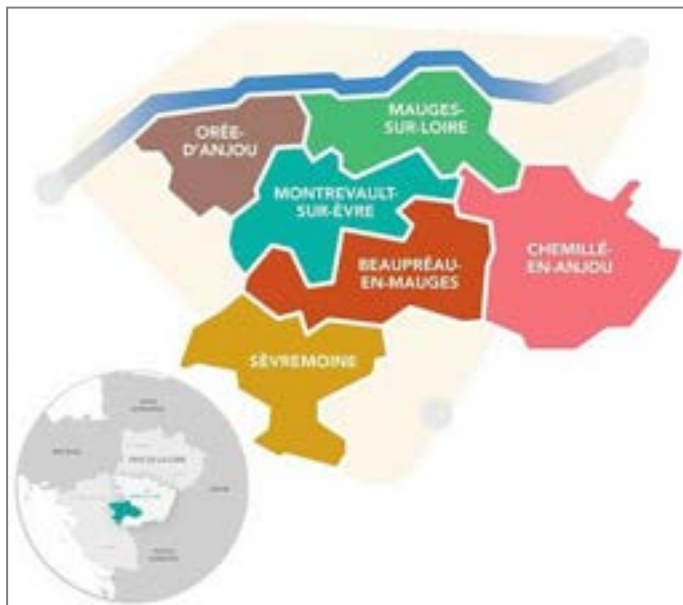 MAUGES-
SUR-LOIRE
ORÉE-
D'ANJOU
MONTREVAULT-
SUR-ÈVRE
CHEMILLÉ-
EN-ANJOU
BEAUPRÉAU-
EN-MAUGES
SÈVREMOINE
PAYS DE LA LOIRE